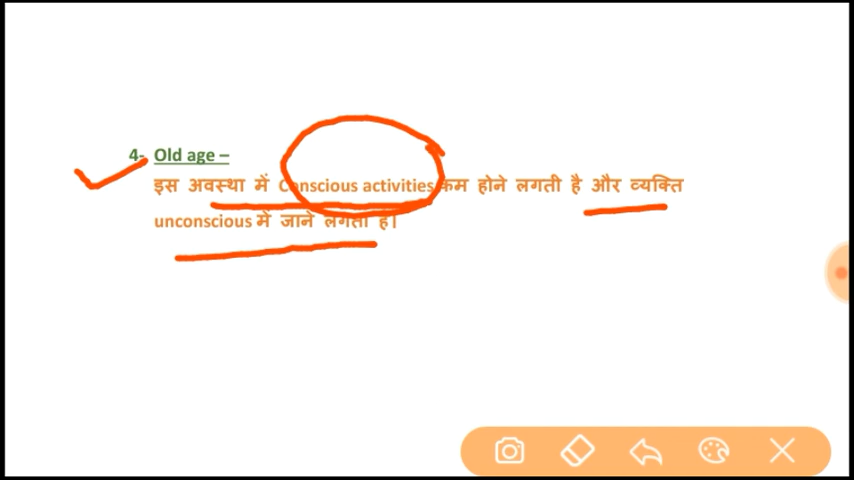 4- Old age –
इस अवस्था में Conscious activities कम होने लगती है और व्यक्ति
unconscious में जाने लगता है|